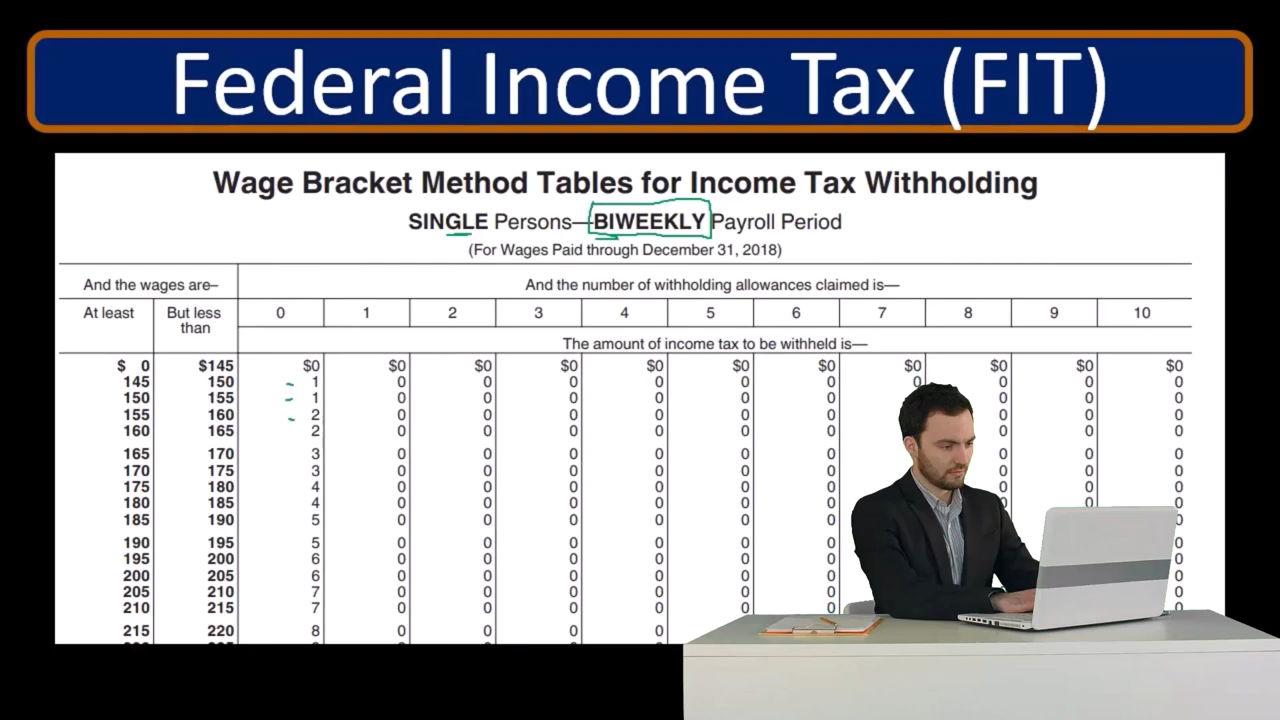 Federal Income Tax (FIT)
Wage Bracket Method Tables for Income Tax Withholding
SINGLE Persons—BIWEEKLY Payroll Period
(For Wages Paid through December 31, 2018)
And the wages are– And the number of withholding allowances claimed is—
At least But less than 0 1 2 3 4 5 6 7 8 9 10
The amount of income tax to be withheld is—
$ 0 $145 $0 $0 $0 $0 $0 $0 $0 $0 $0 $0 $0
145 150 1 0 0 0 0 0 0 0 0 0 0
150 155 1 0 0 0 0 0 0 0 0 0
155 160 2 0 0 0 0 0 0 0 0 0
160 165 2 0 0 0 0 0 0 0 0 0
165 170 3 0 0 0 0 0 0 0 0 0
170 175 3 0 0 0 0 0 0 0 0 0
175 180 4 0 0 0 0 0 0 0 0 0
180 185 4 0 0 0 0 0 0 0 0 0
185 190 5 0 0 0 0 0 0 0 0
190 195 5 0 0 0 0 0 0 0 0
195 200 6 0 0 0 0 0 0 0 0
200 205 6 0 0 0 0 0 0 0 0
205 210 7 0 0 0 0 0 0 0 0
210 215 7 0 0 0 0 0 0
215 220 8 0 0 0 0